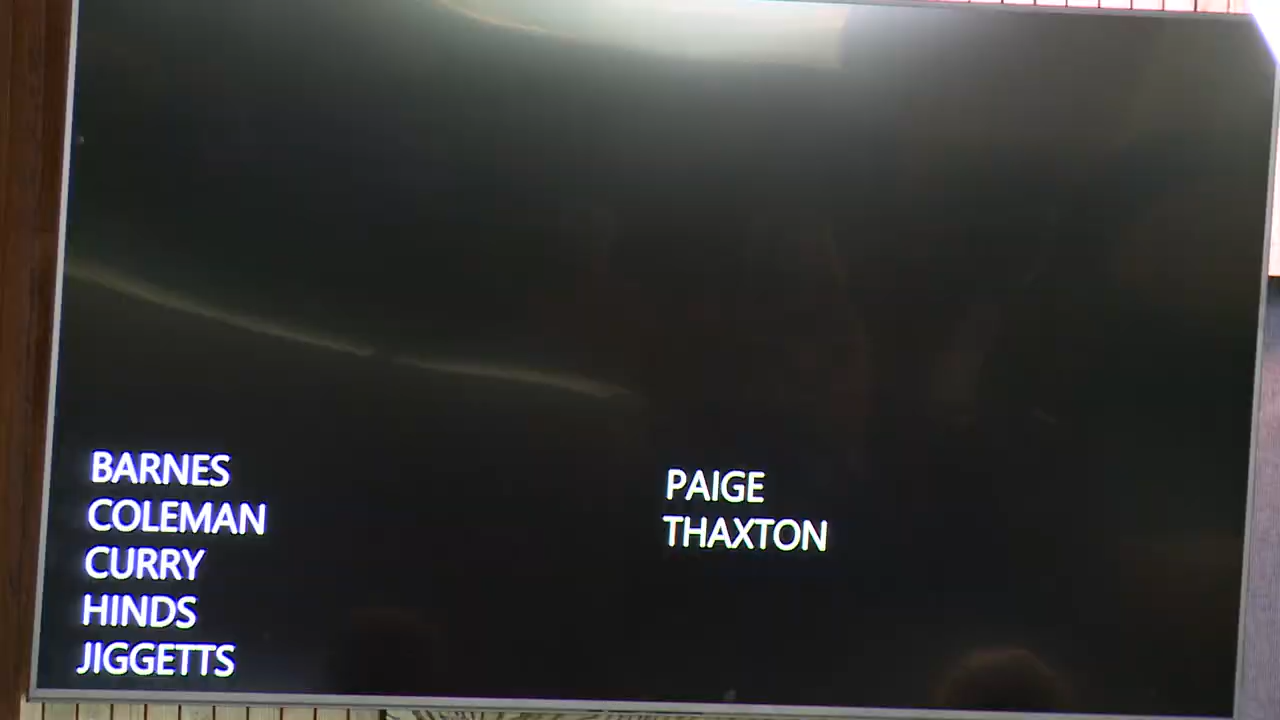 BARNES
COLEMAN
CURRY
HINDS
JIGGETTS
PAIGE
THAXTON